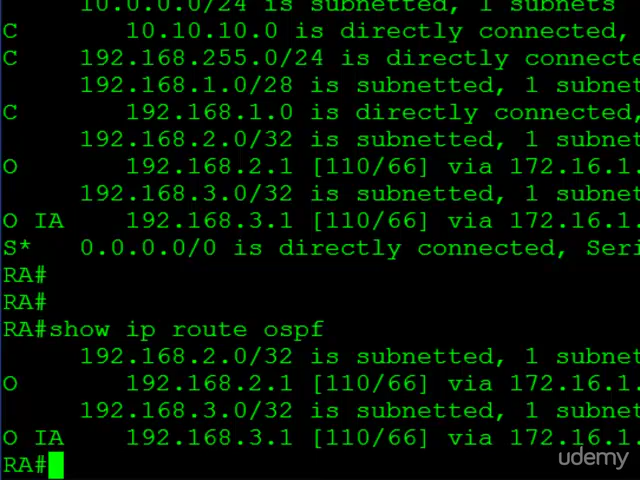 10.0.0.0/24 is subnetted, 1 subnets
C 10.10.10.0 is directly connected,
C 192.168.255.0/24 is directly connecte
192.168.1.0/28 is subnetted, 1 subnet
C 192.168.1.0 is directly connected,
192.168.2.0/32 is subnetted, 1 subnet
O 192.168.2.1 [110/66] via 172.16.1.
192.168.3.0/32 is subnetted, 1 subnet
O IA 192.168.3.1 [110/66] via 172.16.1.
S* 0.0.0.0/0 is directly connected, Seri
RA#
RA#
RA#show ip route ospf
192.168.2.0/32 is subnetted, 1 subnet
O 192.168.2.1 [110/66] via 172.16.1.
192.168.3.0/32 is subnetted, 1 subnet
O IA 192.168.3.1 [110/66] via 172.16.1.
RA#
udemy